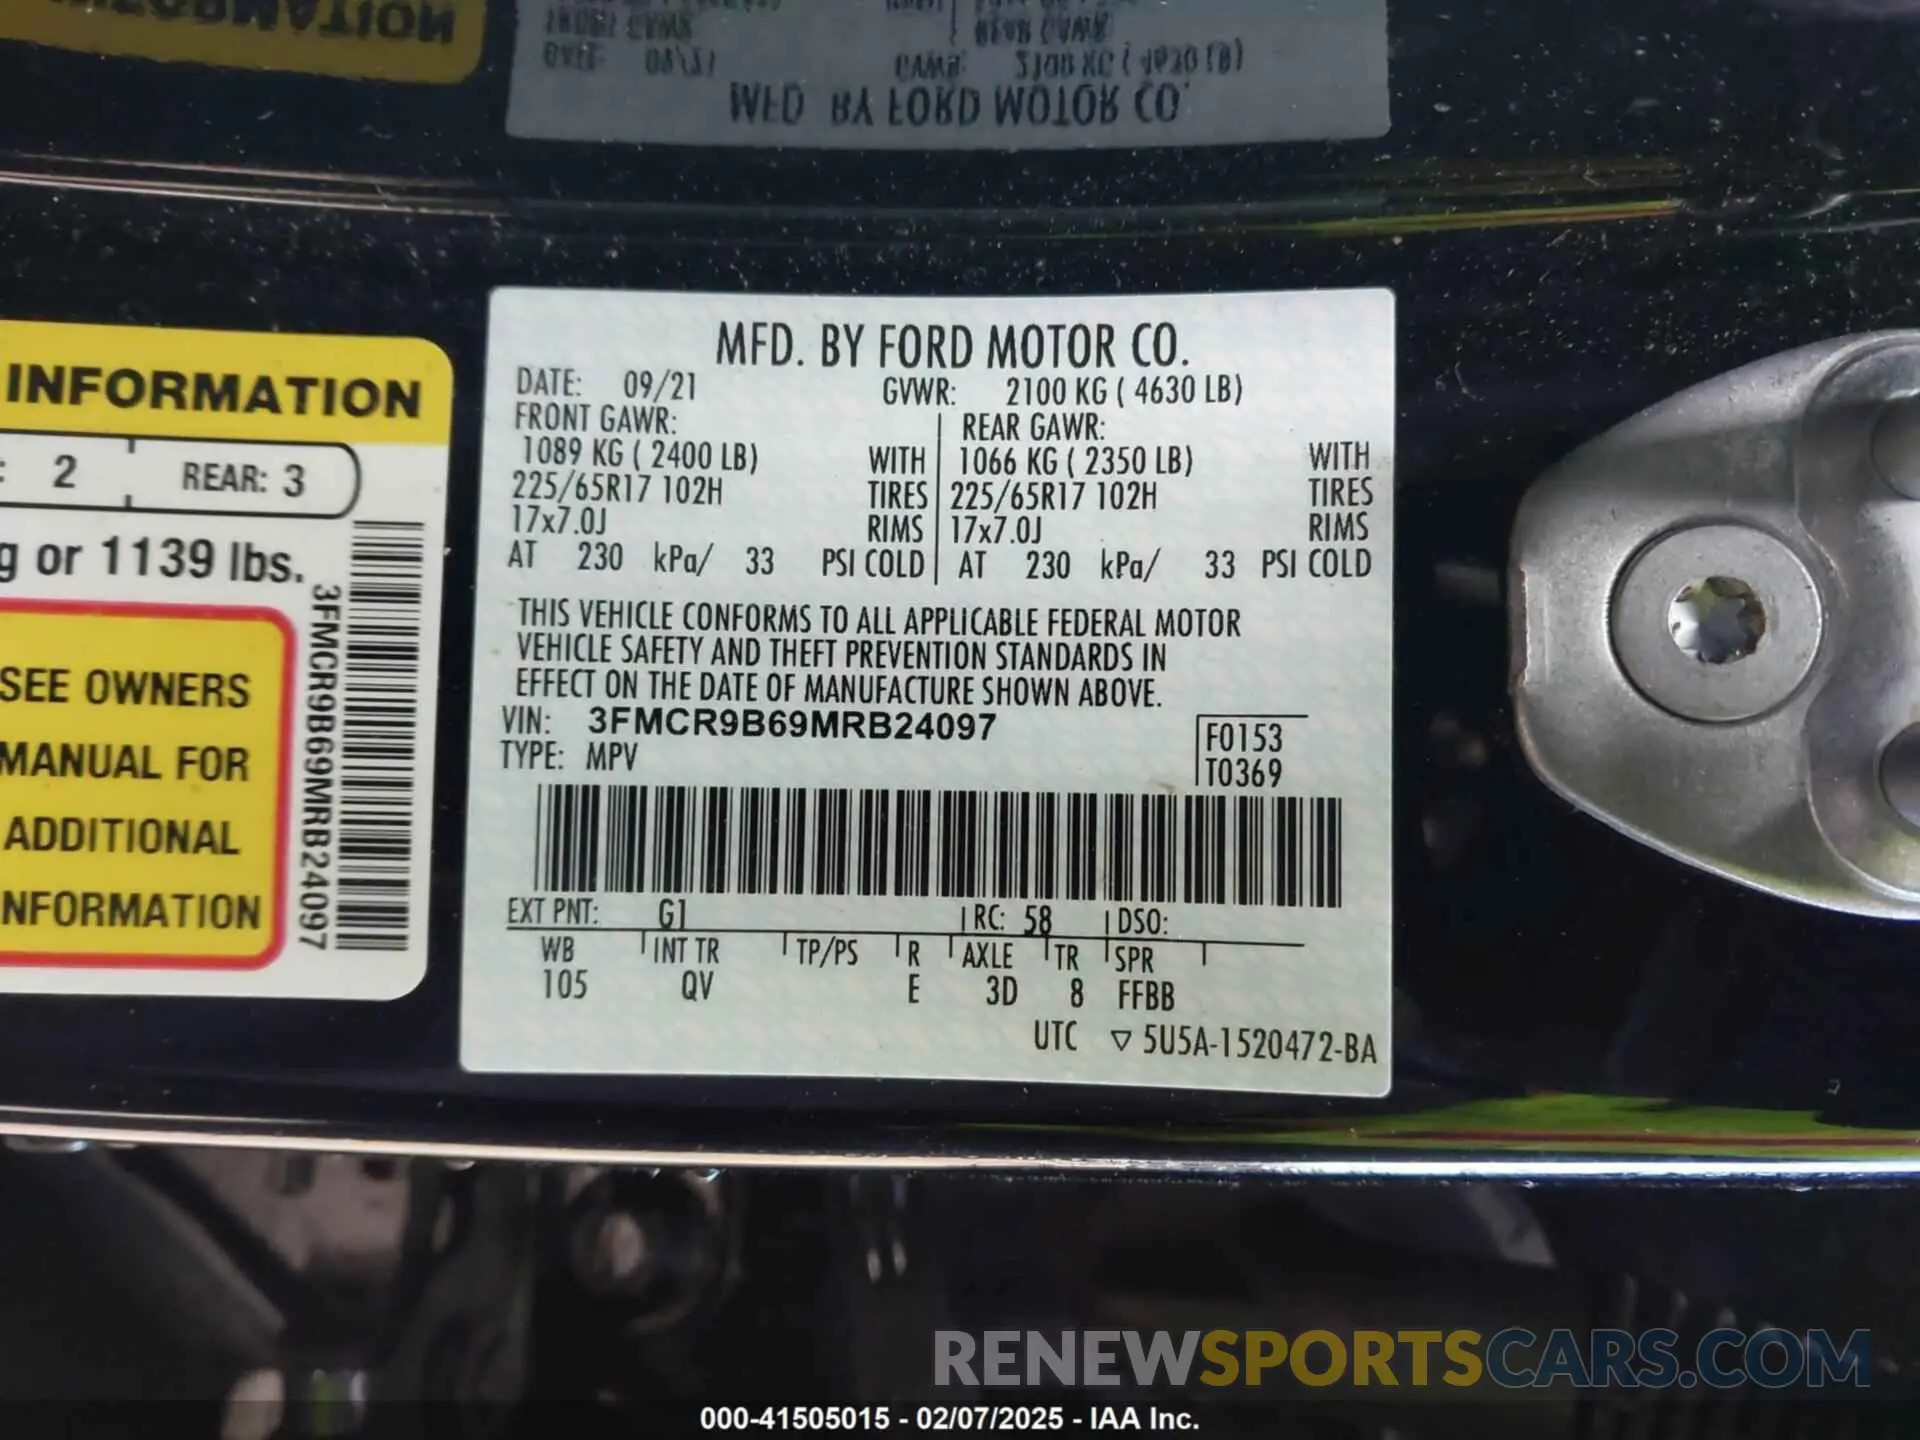 MFD. BY FORD MOTOR CO.
DATE: 09/21 GVWR: 2100 KG ( 4630 LB)
FRONT GAWR: REAR GAWR:
1089 KG ( 2400 LB) WITH 1066 KG ( 2350 LB) WITH
225/65R17 102H TIRES 225/65R17 102H TIRES
17x7.0J RIMS 17x7.0J RIMS
AT 230 kPa/ 33 PSI COLD AT 230 kPa/ 33 PSI COLD
THIS VEHICLE CONFORMS TO ALL APPLICABLE FEDERAL MOTOR
VEHICLE SAFETY AND THEFT PREVENTION STANDARDS IN
EFFECT ON THE DATE OF MANUFACTURE SHOWN ABOVE.
VIN: 3FMCR9B69MRB24097
TYPE: MPV
F0153
T0369
EXT PNT: G1 RC: 58 DSO:
WB INT TR TP/PS R AXLE TR SPR
105 QV E 3D 8 FFBB
UTC ▽ 5U5A-1520472-BA
INFORMATION
: 2 REAR: 3
g or 1139 lbs.
SEE OWNERS
MANUAL FOR
ADDITIONAL
INFORMATION
3FMCR9B69MRB24097
RENEWSPORTSCARS.COM
000-41505015 - 02/07/2025 - IAA Inc.